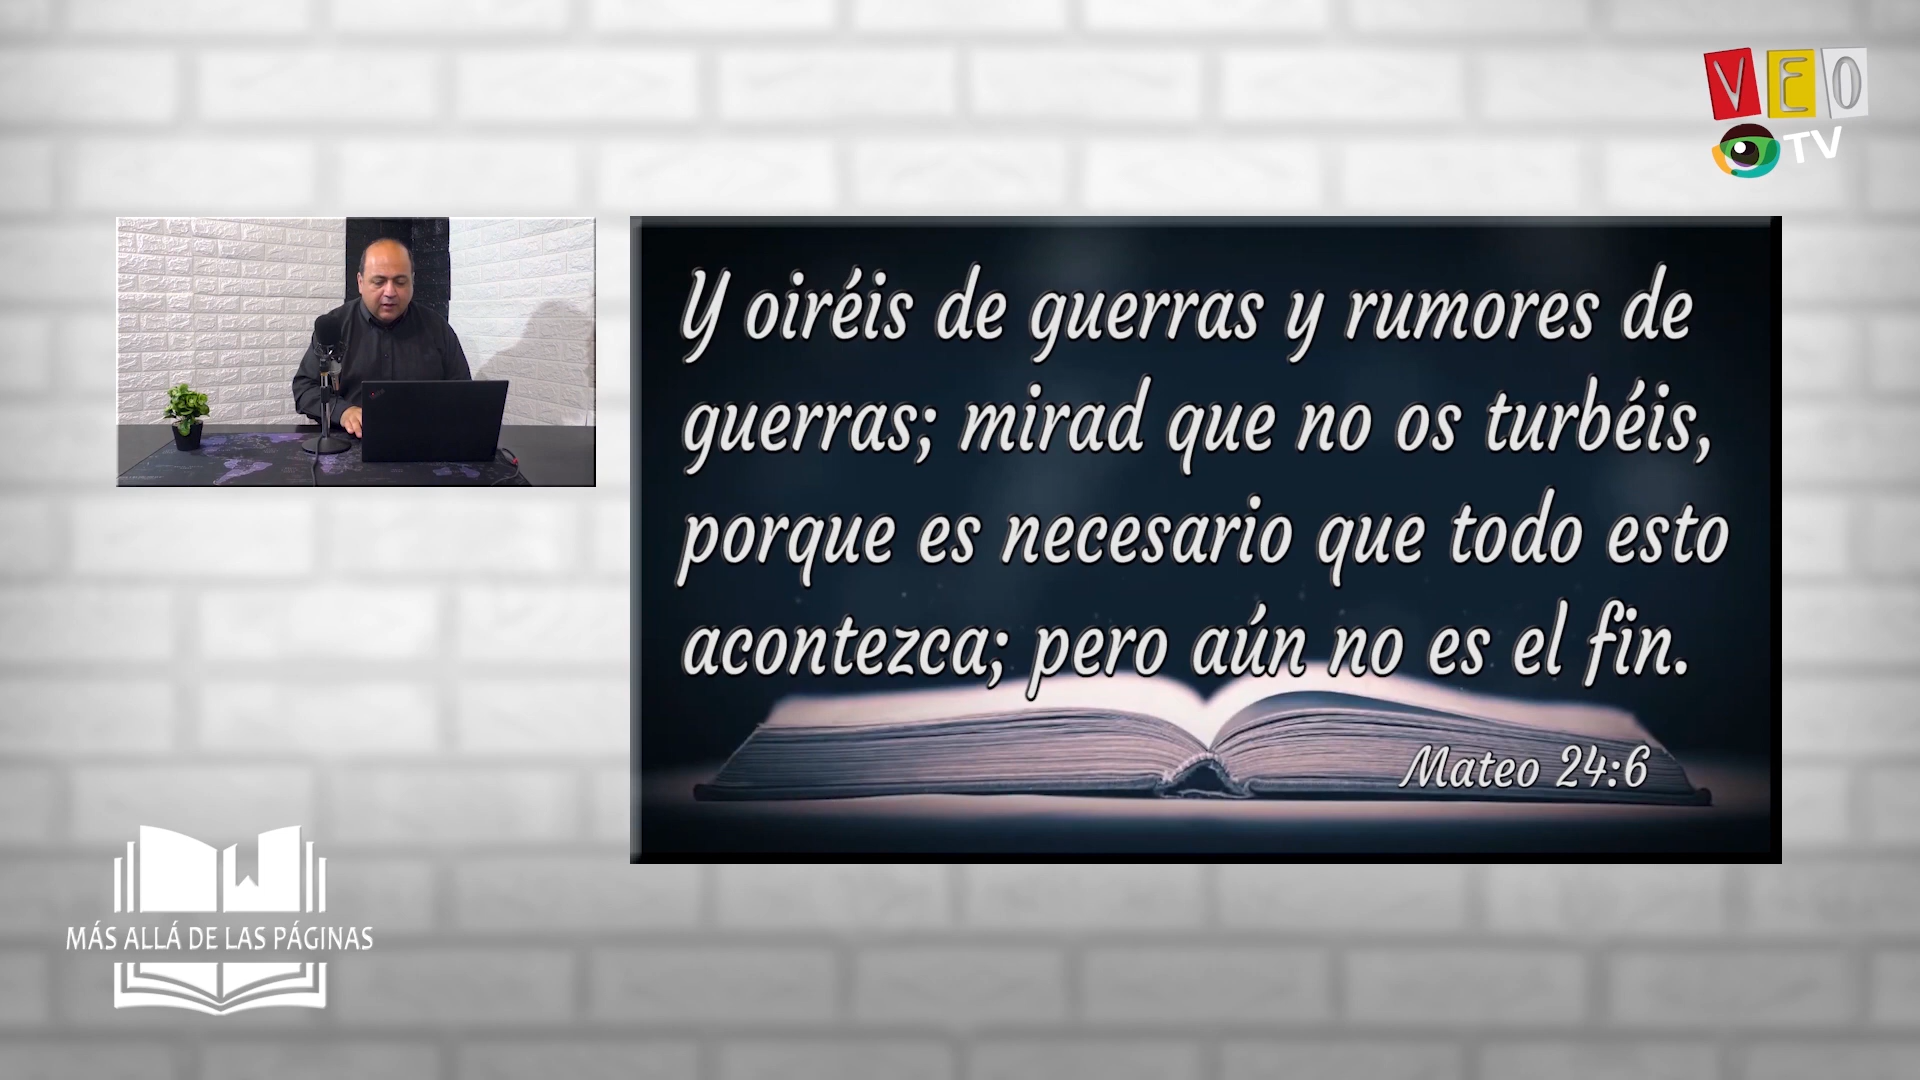 VEO
TV
Y oiréis de guerras y rumores de
guerras; mirad que no os turbéis,
porque es necesario que todo esto
acontezca; pero aún no es el fin.
Mateo 24:6
MÁS ALLÁ DE LAS PÁGINAS